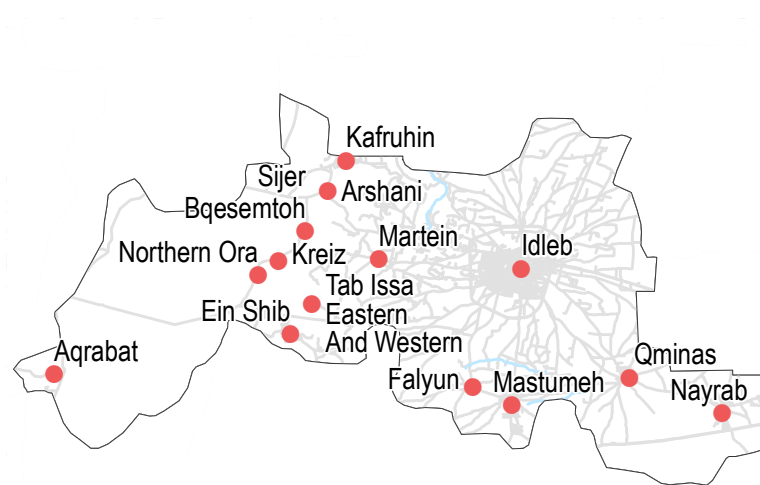 Kafruhin
Sijer
Arshani
Bqesemtoh
Martein
Northern Ora
Kreiz
Idleb
Tab Issa
Eastern
And Western
Ein Shib
Aqrabat
Qminas
Falyun
Mastumeh
Nayrab